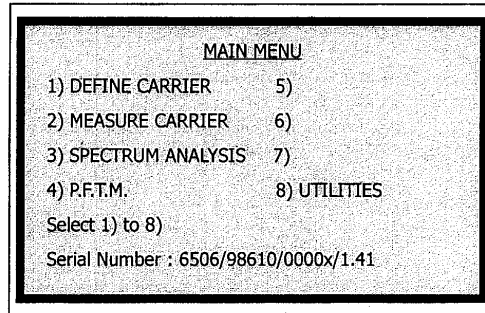 MAIN MENU
1) DEFINE CARRIER 5)
2) MEASURE CARRIER 6)
3) SPECTRUM ANALYSIS 7)
4) P.F.T.M. 8) UTILITIES
Select 1) to 8)
Serial Number : 6506/98610/0000x/1.41